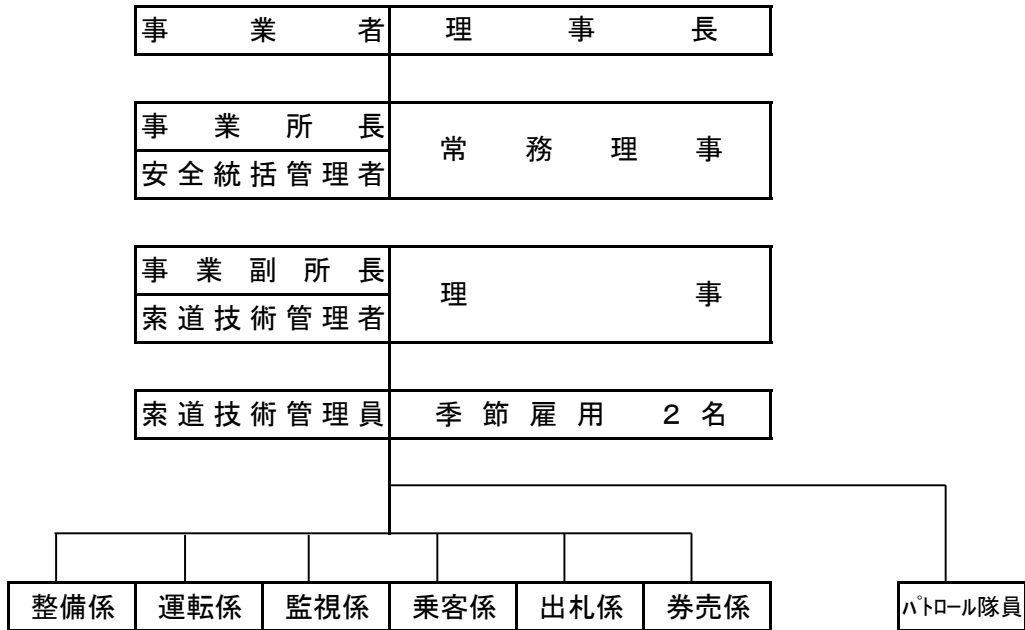 事業者 理事長
事業所長 常務理事
安全統括管理者
事業副所長 理事
索道技術管理者
索道技術管理員 季節雇用 2名
整備係 運転係 監視係 乗客係 出札係 券売係 ﾊﾟﾄﾛｰﾙ隊員